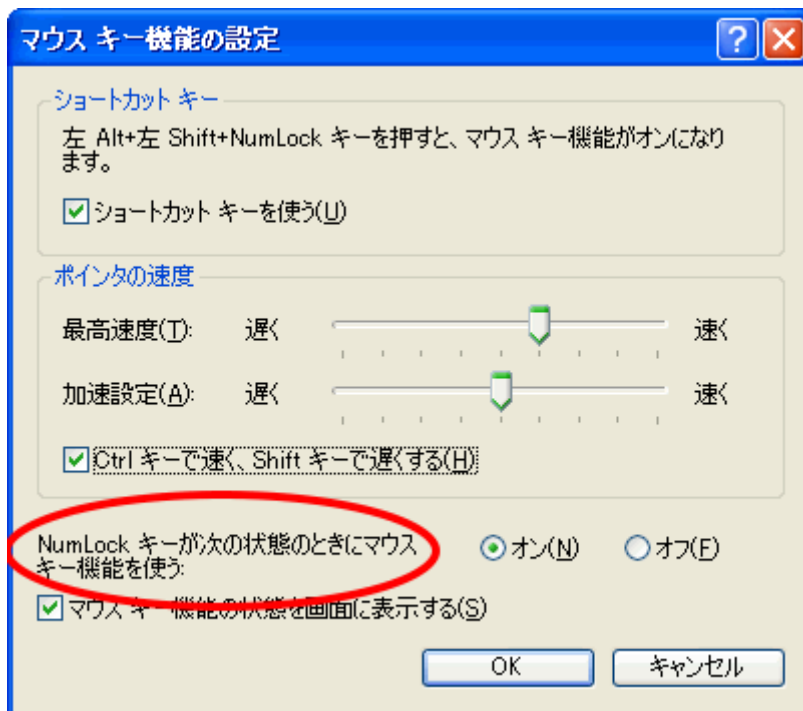 マウス キー機能の設定
ショートカット キー
左 Alt+左 Shift+NumLock キーを押すと、マウス キー機能がオンになり
ます。
ショートカット キーを使う(U)
ポインタの速度
最高速度(T): 遅く 速く
加速設定(A): 遅く 速く
Ctrl キーで速く、Shift キーで遅くする(H)
NumLock キーが次の状態のときにマウス
キー機能を使う: オン(N) オフ(F)
マウス キー機能の状態を画面に表示する(S)
OK キャンセル